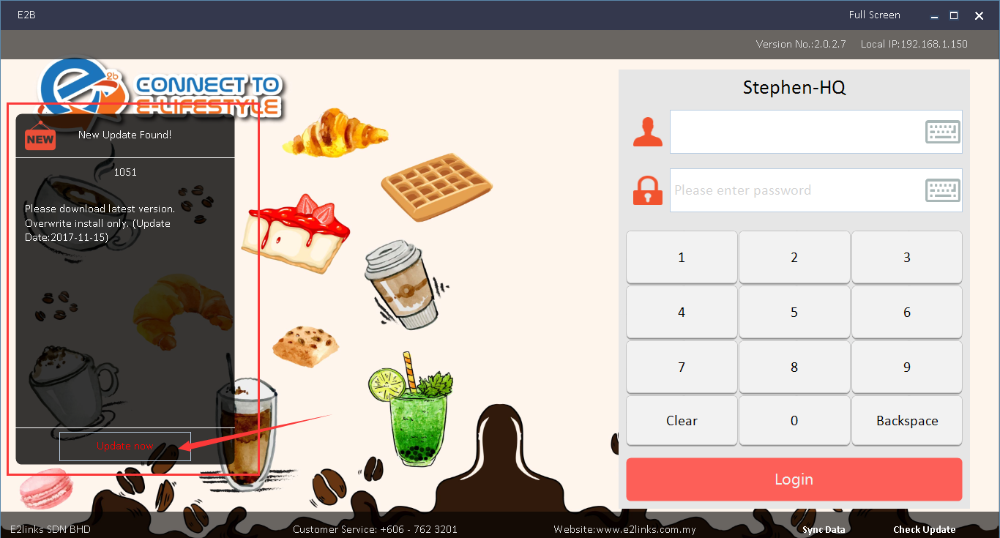 E2B
Full Screen
Version No.:2.0.2.7
Local IP:192.168.1.150
e2b
CONNECT TO
E-LIFESTYLE
NEW
New Update Found!
1051
Please download latest version.
Overwrite install only. (Update
Date:2017-11-15)
Update now
Stephen-HQ
Please enter password
1
2
3
4
5
6
7
8
9
Clear
0
Backspace
Login
E2links SDN BHD
Customer Service: +606 - 762 3201
Website:www.e2links.com.my
Sync Data
Check Update